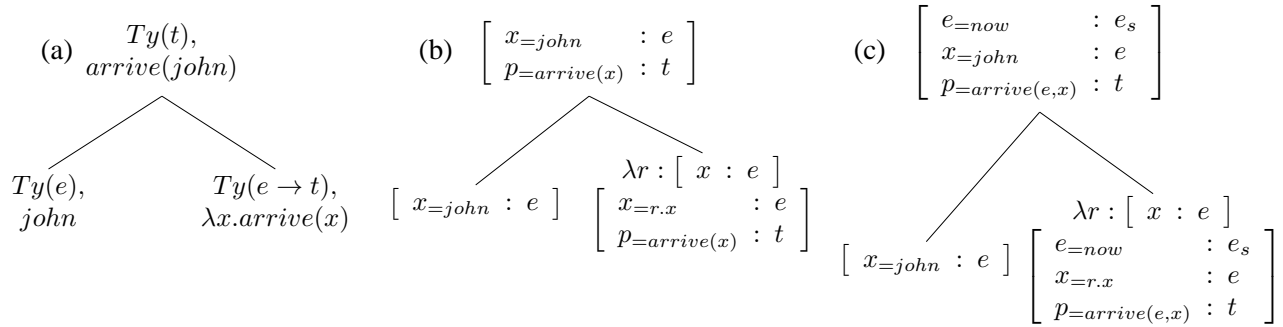 (a) Ty(t),
arrive(john)
Ty(e),
john
Ty(e → t),
λx.arrive(x)
(b) [ x=john : e
p=arrive(x) : t ]
[ x=john : e ]
λr : [ x : e ]
[ x=r.x : e
p=arrive(x) : t ]
(c) [ e=now : es
x=john : e
p=arrive(e,x) : t ]
[ x=john : e ]
λr : [ x : e ]
[ e=now : es
x=r.x : e
p=arrive(e,x) : t ]